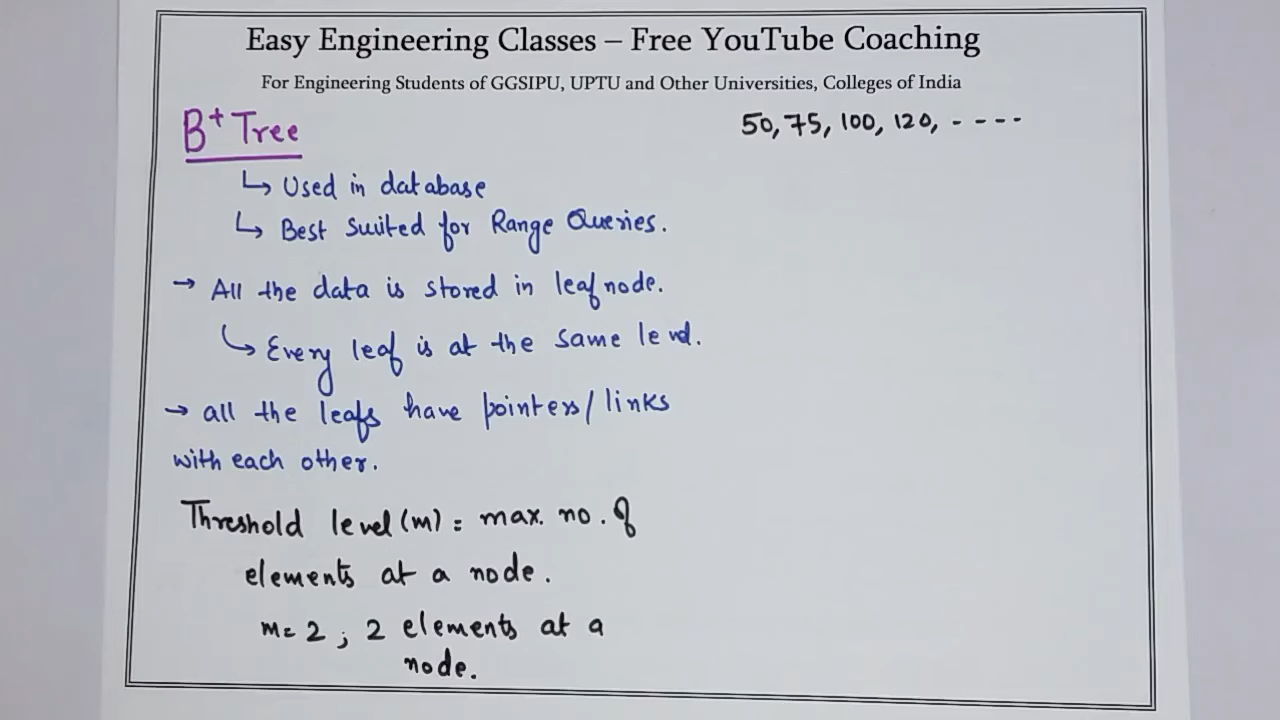 Easy Engineering Classes – Free YouTube Coaching
For Engineering Students of GGSIPU, UPTU and Other Universities, Colleges of India
B+ Tree
50, 75, 100, 120, - - - -
↳ Used in database
↳ Best Suited for Range Queries.
→ All the data is stored in leaf node.
↳ Every leaf is at the same level.
→ all the leafs have pointers/links
with each other.
Threshold level (m) = max. no. of
elements at a node.
m = 2 ; 2 elements at a
node.